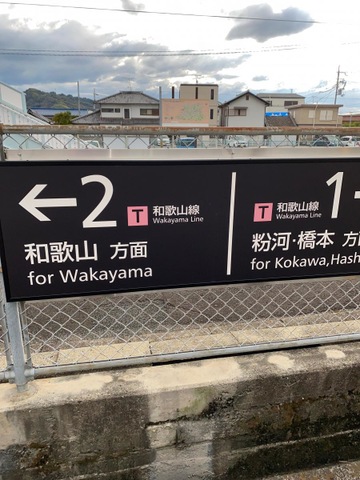 ← 2 T 和歌山線
Wakayama Line
和歌山 方面
for Wakayama
T 和歌山線 1
Wakayama Line
粉河・橋本 方
for Kokawa, Hash